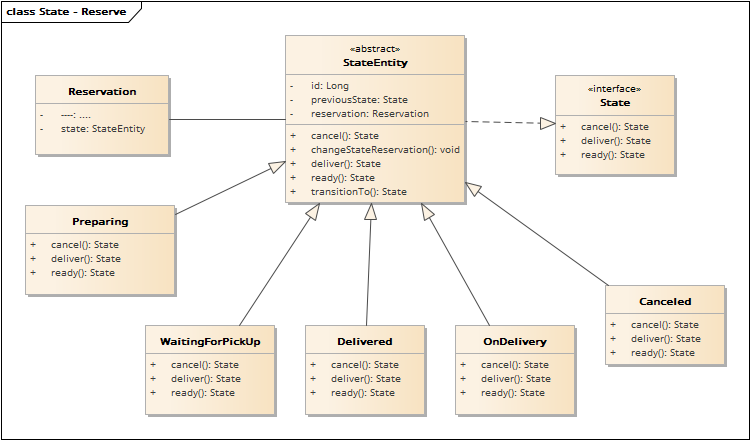 class State - Reserve
«abstract»
StateEntity
- id: Long
- previousState: State
- reservation: Reservation
+ cancel(): State
+ changeStateReservation(): void
+ deliver(): State
+ ready(): State
+ transitionTo(): State
Reservation
- ----: ....
- state: StateEntity
«interface»
State
+ cancel(): State
+ deliver(): State
+ ready(): State
Preparing
+ cancel(): State
+ deliver(): State
+ ready(): State
WaitingForPickUp
+ cancel(): State
+ deliver(): State
+ ready(): State
Delivered
+ cancel(): State
+ deliver(): State
+ ready(): State
OnDelivery
+ cancel(): State
+ deliver(): State
+ ready(): State
Canceled
+ cancel(): State
+ deliver(): State
+ ready(): State